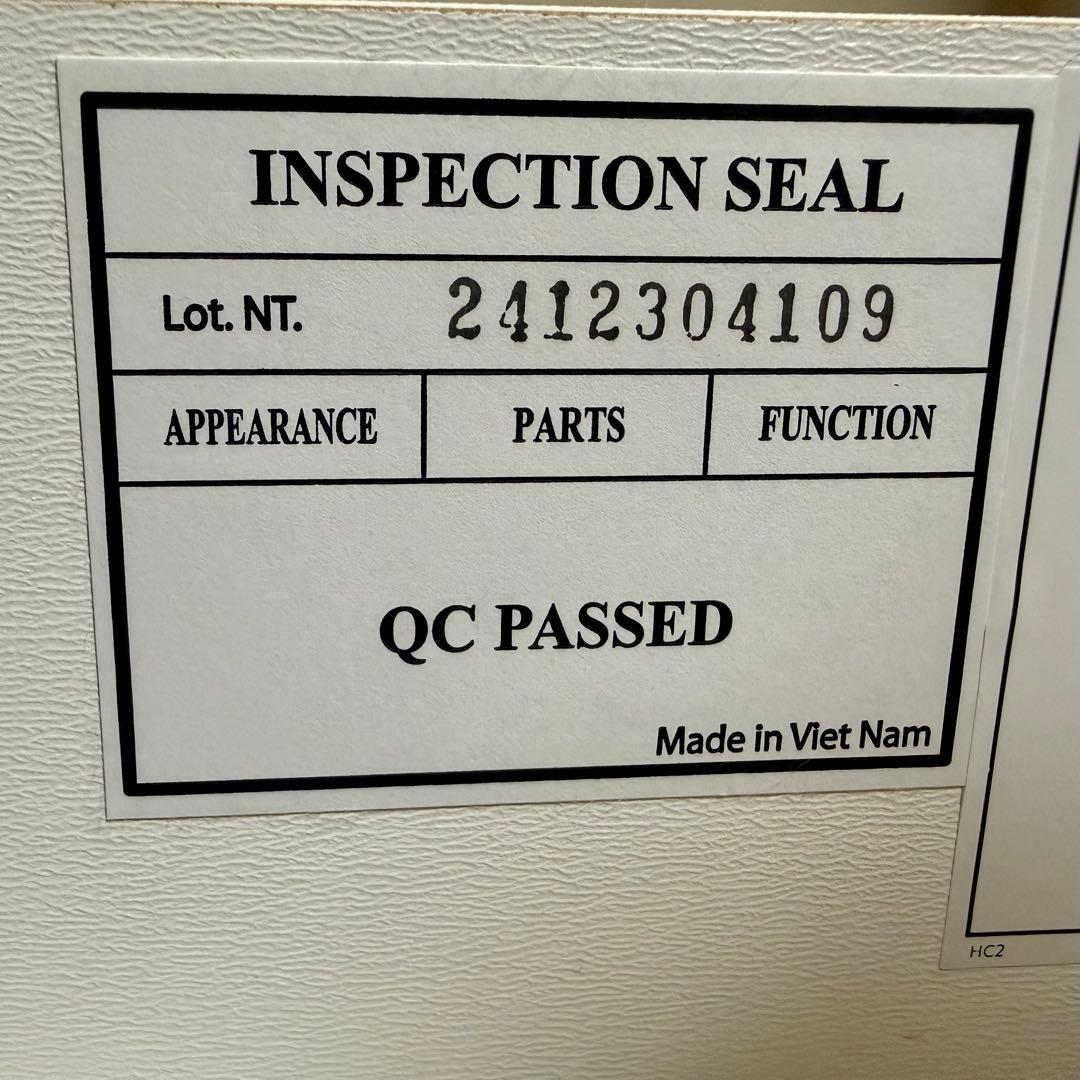 INSPECTION SEAL
Lot. NT. 2412304109
APPEARANCE PARTS FUNCTION
QC PASSED
Made in Viet Nam
HC2